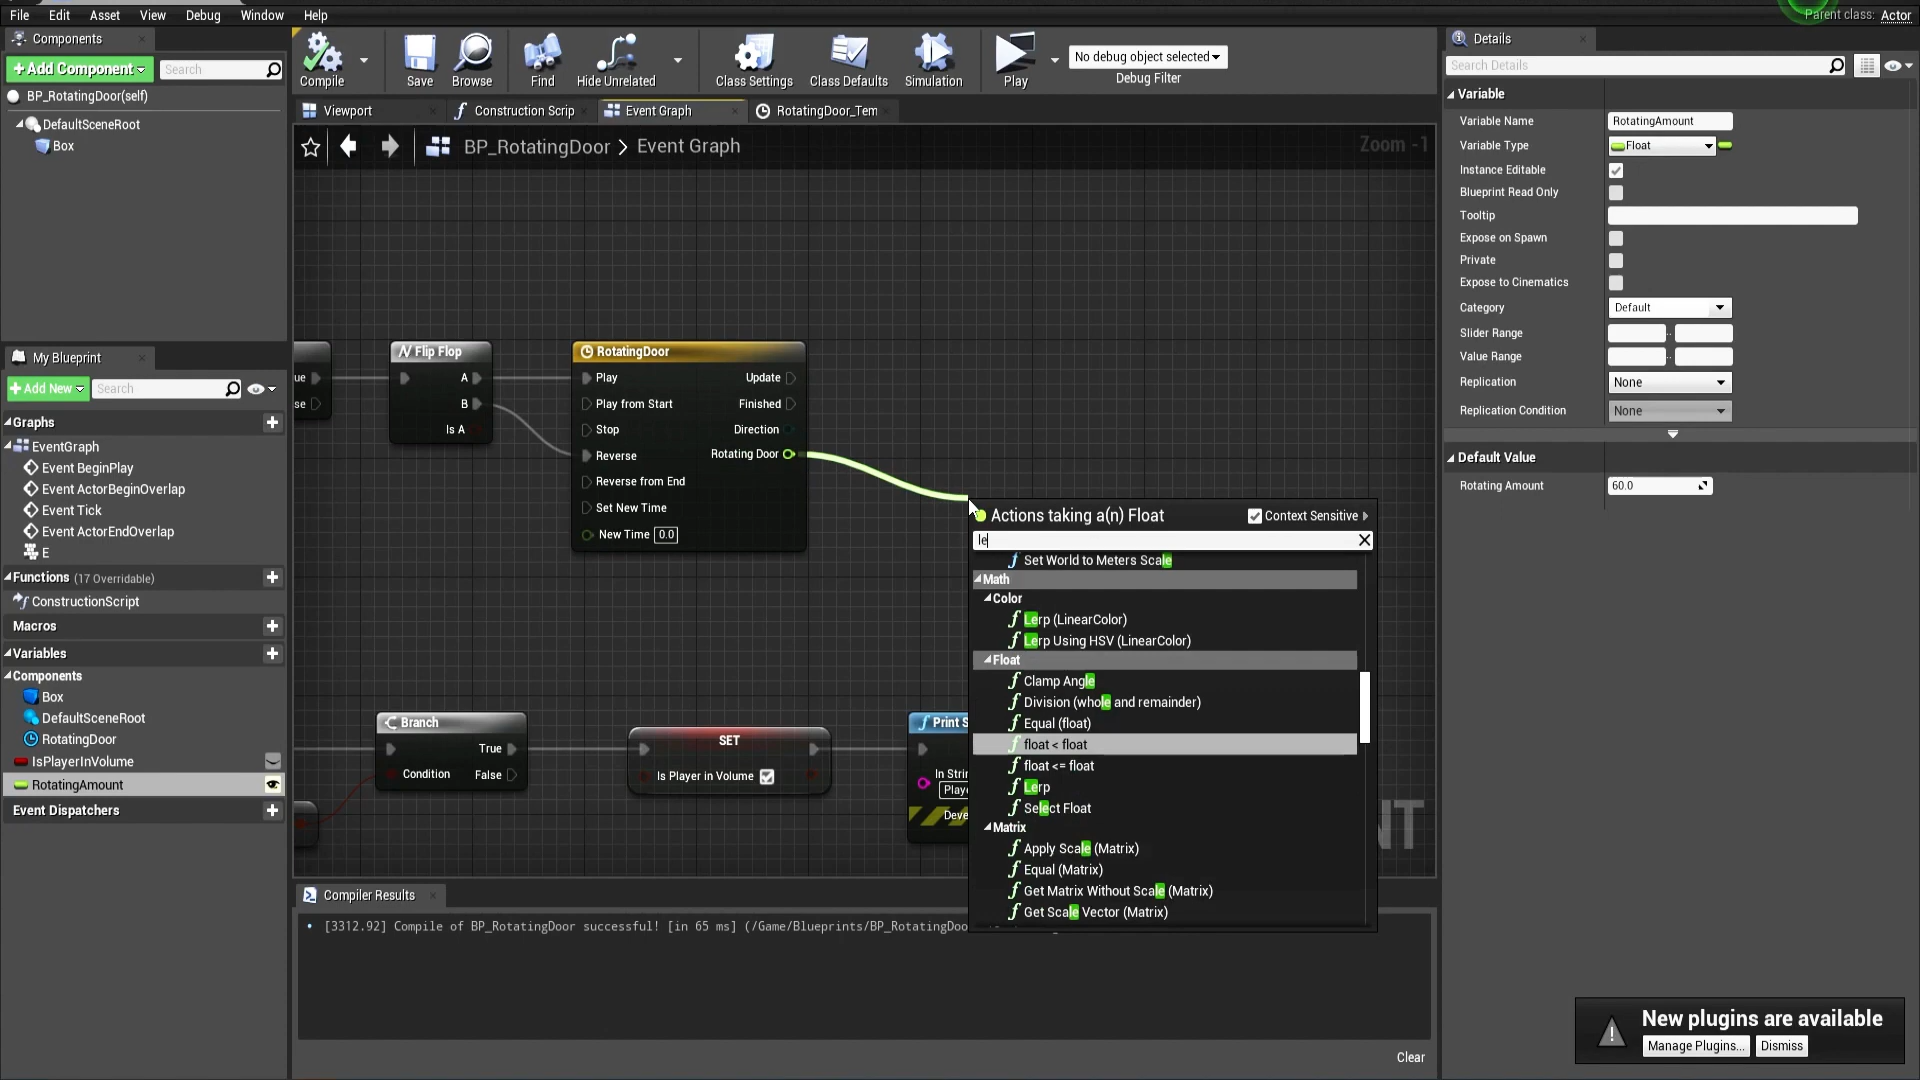 File Edit Asset View Debug Window Help
Parent class: Actor
Components
+Add Component
Search
BP_RotatingDoor(self)
DefaultSceneRoot
Box
My Blueprint
+Add New
Search
Graphs
EventGraph
Event BeginPlay
Event ActorBeginOverlap
Event Tick
Event ActorEndOverlap
E
Functions (17 Overridable)
ConstructionScript
Macros
Variables
Components
Box
DefaultSceneRoot
RotatingDoor
IsPlayerInVolume
RotatingAmount
Event Dispatchers
Compile
Save
Browse
Find
Hide Unrelated
Class Settings
Class Defaults
Simulation
Play
No debug object selected
Debug Filter
Viewport
Construction Scrip
Event Graph
RotatingDoor_Tem
BP_RotatingDoor > Event Graph
Zoom -1
ue
se
Flip Flop
A
B
Is A
RotatingDoor
Play Update
Play from Start Finished
Stop Direction
Reverse Rotating Door
Reverse from End
Set New Time
New Time 0.0
Branch
True
Condition False
SET
Is Player in Volume
Print S
In Strin
Playe
Deve
NT
Actions taking a(n) Float
Context Sensitive
le
Set World to Meters Scale
Math
Color
Lerp (LinearColor)
Lerp Using HSV (LinearColor)
Float
Clamp Angle
Division (whole and remainder)
Equal (float)
float < float
float <= float
Lerp
Select Float
Matrix
Apply Scale (Matrix)
Equal (Matrix)
Get Matrix Without Scale (Matrix)
Get Scale Vector (Matrix)
Compiler Results
[3312.92] Compile of BP_RotatingDoor successful! [in 65 ms] (/Game/Blueprints/BP_RotatingDoo
Clear
Details
Search Details
Variable
Variable Name RotatingAmount
Variable Type Float
Instance Editable
Blueprint Read Only
Tooltip
Expose on Spawn
Private
Expose to Cinematics
Category Default
Slider Range
Value Range
Replication None
Replication Condition None
Default Value
Rotating Amount 60.0
New plugins are available
Manage Plugins... Dismiss